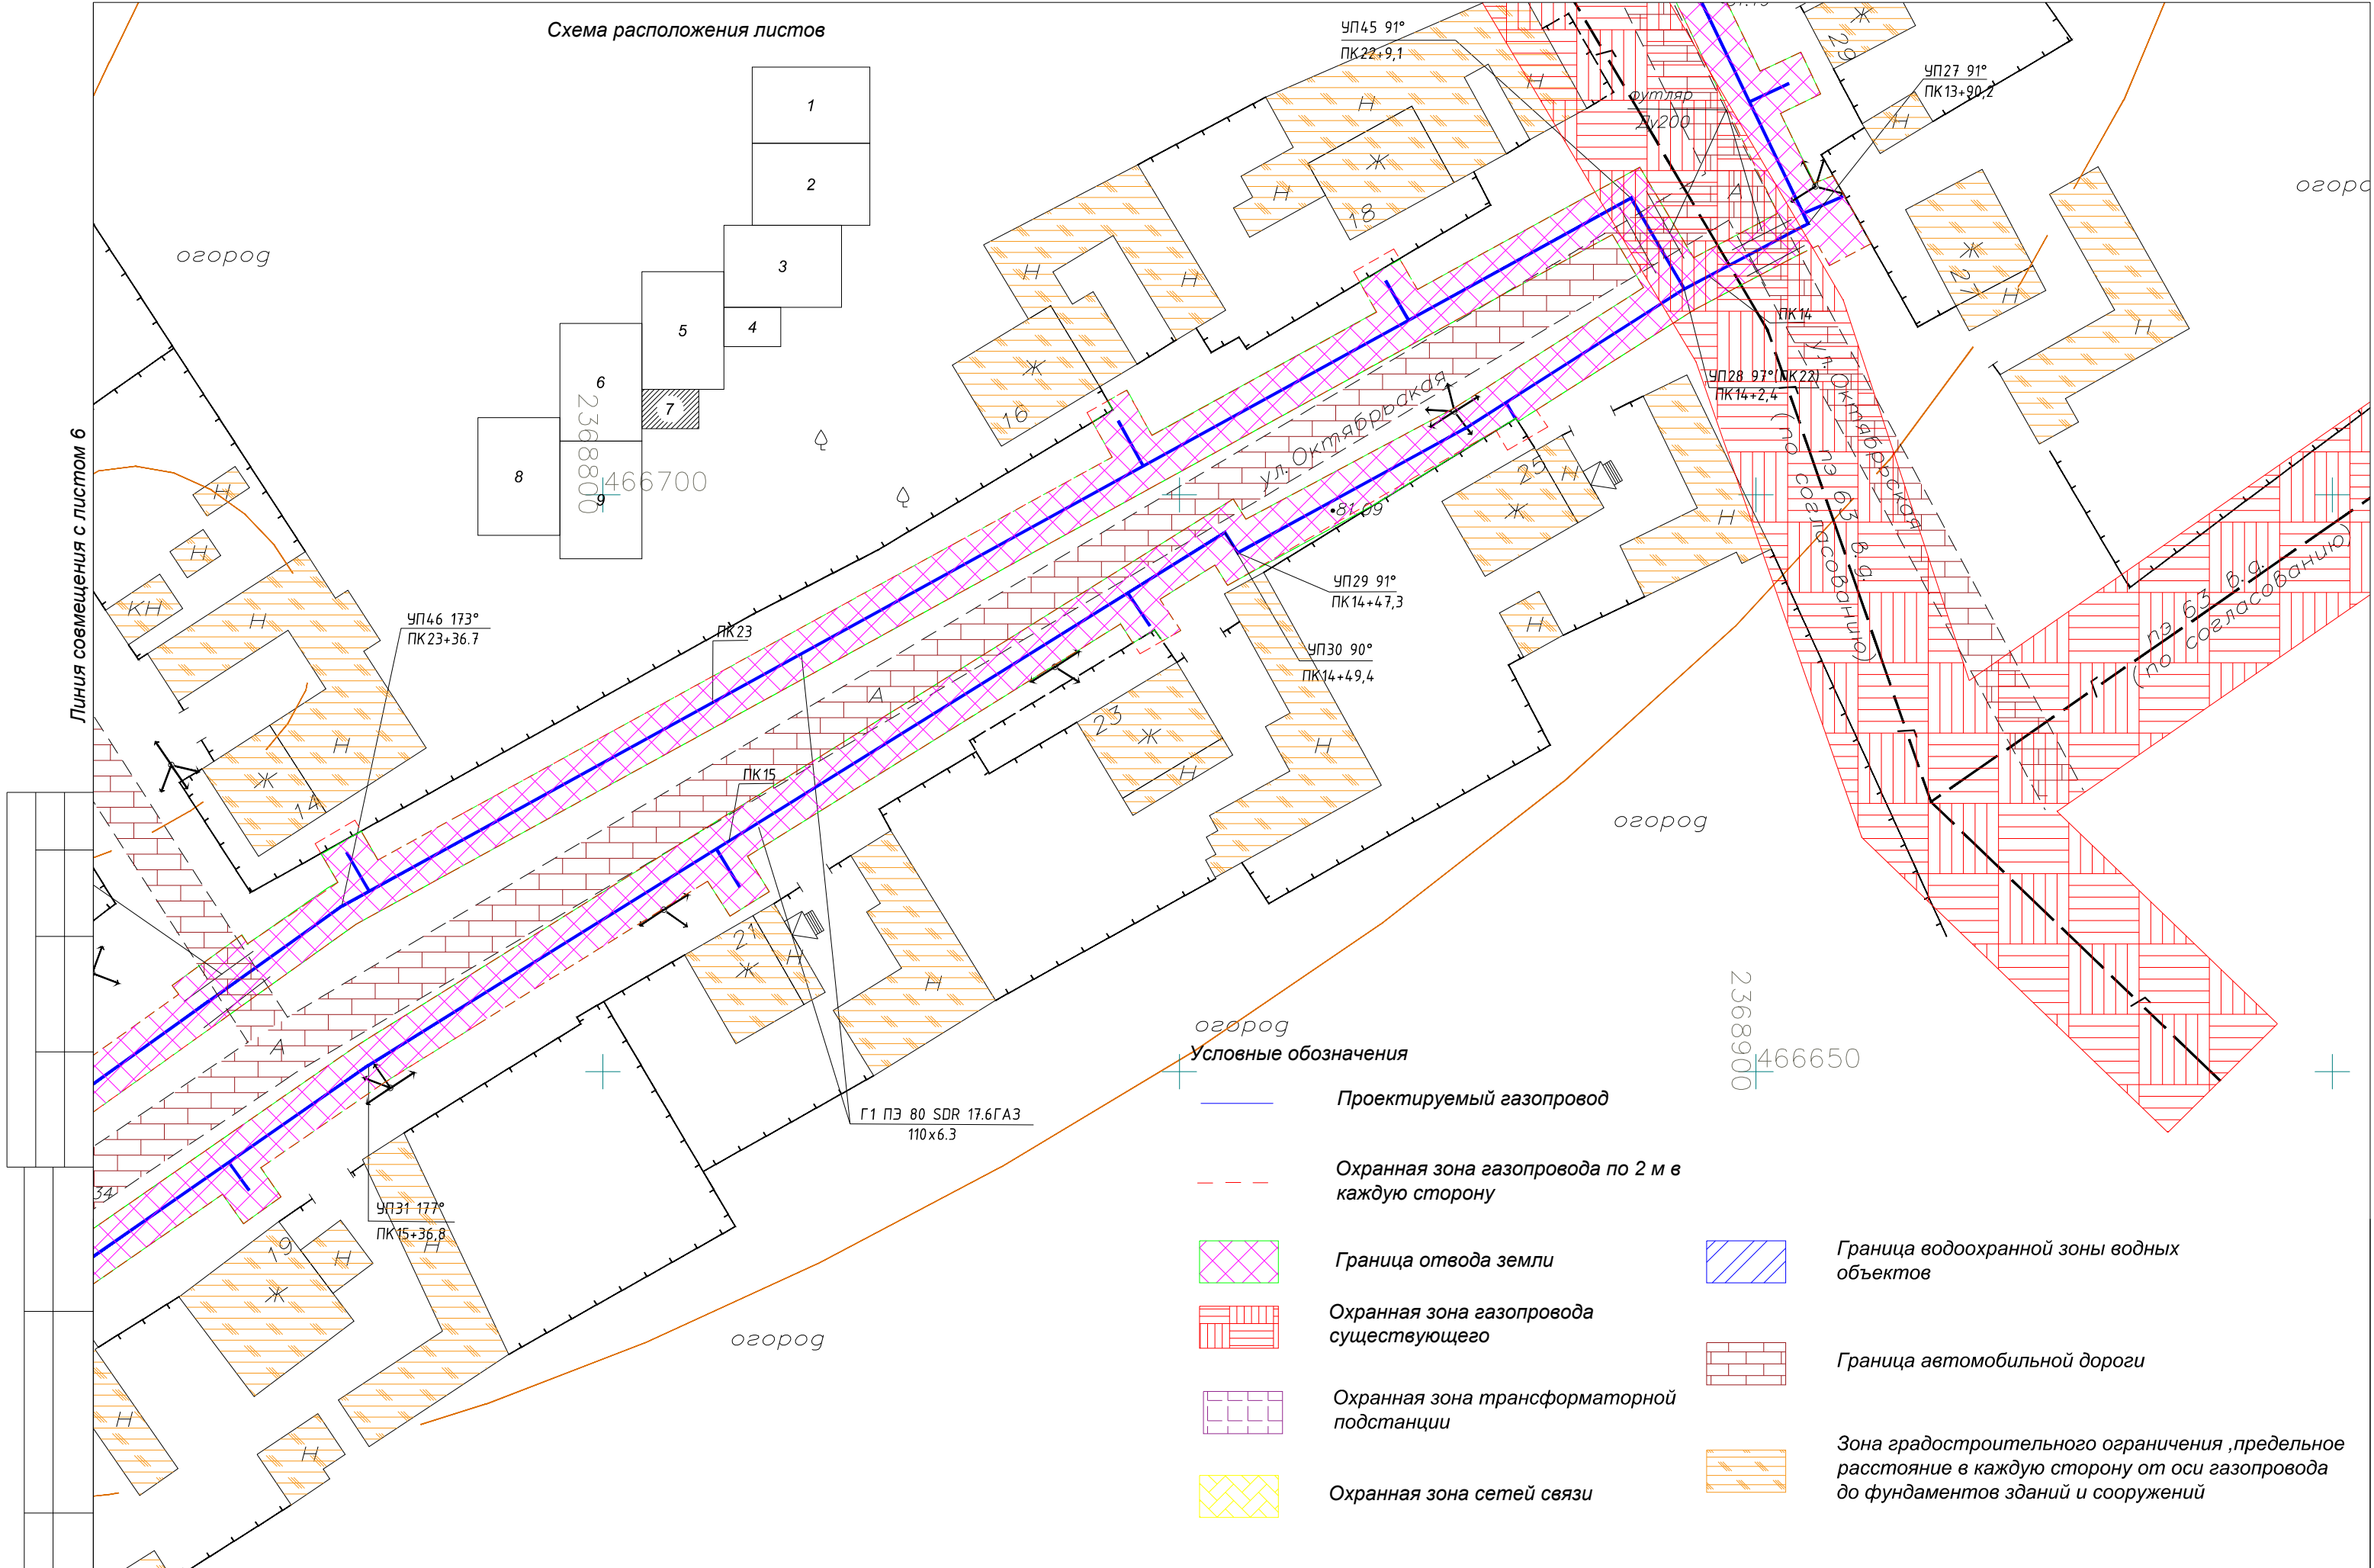 Схема расположения листов
1
2
3
4
5
6
7
8
9
Линия совмещения с листом 6
УП45 91°
ПК22+9,1
футляр
Ду200
29
Ж
УП27 91°
ПК13+90,2
Н
огород
Н
Н
Н
Ж
18
А
Ж
27
Н
Н
Н
Н
Ж
16
ПК14
УП28 97°(ПК22)
ПК14+2,4
ул. Октябрьская
ул. Октябрьская
пэ 63 в.д.
(по согласованию)
пэ 63 в.д.
(по согласованию)
236880
466700
81.09
25
Н
Ж
Н
Н
Н
КН
Н
УП46 173°
ПК23+36.7
ПК23
УП29 91°
ПК14+47,3
УП30 90°
ПК14+49,4
Н
А
23
Ж
Н
Н
Н
Ж
14
ПК15
огород
21
Ж
Н
Н
А
огород
236890
466650
Г1 ПЭ 80 SDR 17.6ГАЗ
110х6.3
34
УП31 177°
ПК15+36,8
19
Н
Н
Ж
огород
Н
Н
Условные обозначения
Проектируемый газопровод
Охранная зона газопровода по 2 м в
каждую сторону
Граница отвода земли
Охранная зона газопровода
существующего
Охранная зона трансформаторной
подстанции
Охранная зона сетей связи
Граница водоохранной зоны водных
объектов
Граница автомобильной дороги
Зона градостроительного ограничения ,предельное
расстояние в каждую сторону от оси газопровода
до фундаментов зданий и сооружений